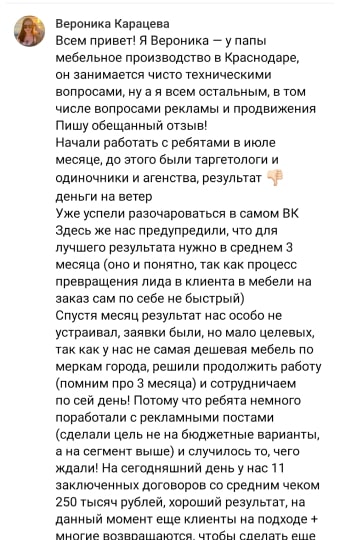 Вероника Карацева
Всем привет! Я Вероника — у папы
мебельное производство в Краснодаре,
он занимается чисто техническими
вопросами, ну а я всем остальным, в том
числе вопросами рекламы и продвижения
Пишу обещанный отзыв!
Начали работать с ребятами в июле
месяце, до этого были таргетологи и
одиночники и агенства, результат 👎🏻
деньги на ветер
Уже успели разочароваться в самом ВК
Здесь же нас предупредили, что для
лучшего результата нужно в среднем 3
месяца (оно и понятно, так как процесс
превращения лида в клиента в мебели на
заказ сам по себе не быстрый)
Спустя месяц результат нас особо не
устраивал, заявки были, но мало целевых,
так как у нас не самая дешевая мебель по
меркам города, решили продолжить работу
(помним про 3 месяца) и сотрудничаем
по сей день! Потому что ребята немного
поработали с рекламными постами
(сделали цель не на бюджетные варианты,
а на сегмент выше) и случилось то, чего
ждали! На сегодняшний день у нас 11
заключенных договоров со средним чеком
250 тысяч рублей, хороший результат, на
данный момент еще клиенты на подходе +
многие возвращаются, чтобы сделать еще